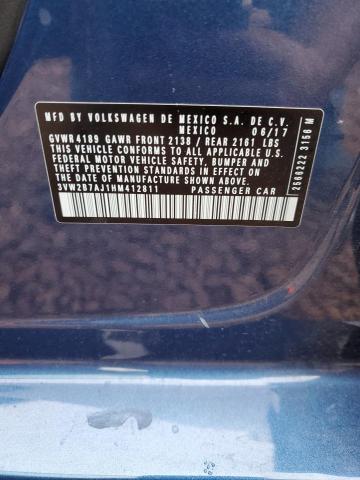 MFD BY VOLKSWAGEN DE MEXICO S.A. DE C.V.
MEXICO 06/17
GVWR4189 GAWR FRONT 2138 / REAR 2161 LBS
THIS VEHICLE CONFORMS TO ALL APPLICABLE U.S.
FEDERAL MOTOR VEHICLE SAFETY, BUMPER AND
THEFT PREVENTION STANDARDS IN EFFECT ON
THE DATE OF MANUFACTURE SHOWN ABOVE.
3VW2B7AJ1HM412811 PASSENGER CAR
2566222 3156 M